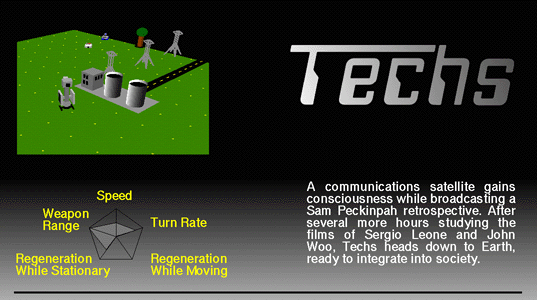 Techs
Speed
Weapon
Range
Turn Rate
Regeneration
While Stationary
Regeneration
While Moving
A communications satellite gains
consciousness while broadcasting a
Sam Peckinpah retrospective. After
several more hours studying the
films of Sergio Leone and John
Woo, Techs heads down to Earth,
ready to integrate into society.